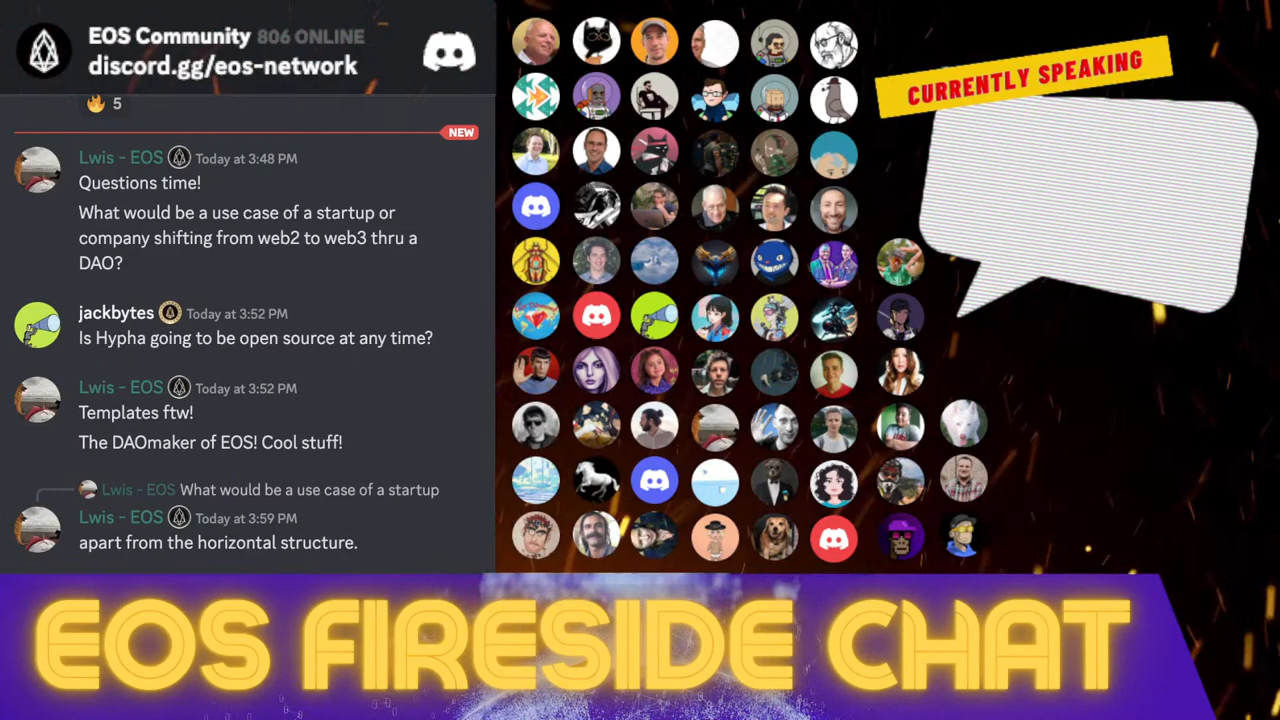 EOS Community 806 ONLINE
discord.gg/eos-network
🔥 5
NEW
Lwis - EOS Today at 3:48 PM
Questions time!
What would be a use case of a startup or
company shifting from web2 to web3 thru a
DAO?
jackbytes Today at 3:52 PM
Is Hypha going to be open source at any time?
Lwis - EOS Today at 3:52 PM
Templates ftw!
The DAOmaker of EOS! Cool stuff!
Lwis - EOS What would be a use case of a startup
Lwis - EOS Today at 3:59 PM
apart from the horizontal structure.
CURRENTLY SPEAKING
EOS FIRESIDE CHAT